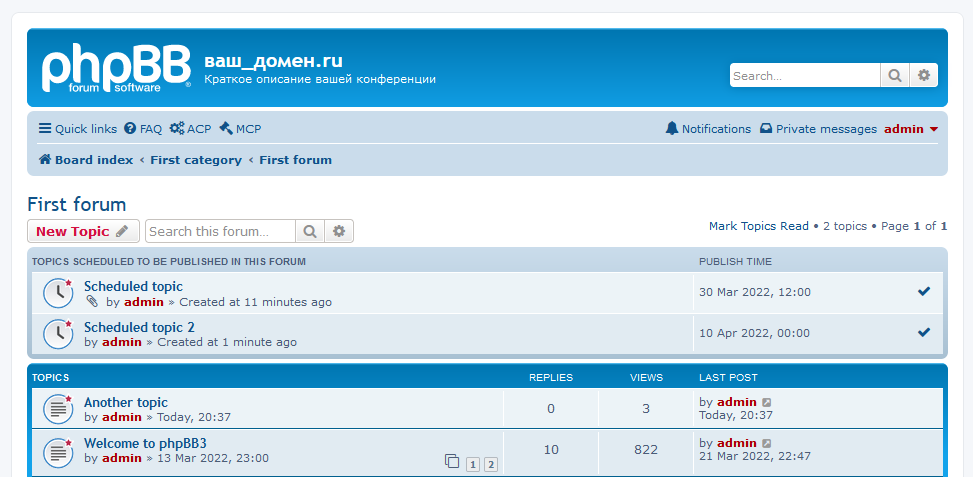 phpBB®
forum software
ваш_домен.ru
Краткое описание вашей конференции
Search…
Quick links FAQ ACP MCP
Notifications Private messages admin
Board index ‹ First category ‹ First forum
First forum
New Topic Search this forum…
Mark Topics Read • 2 topics • Page 1 of 1
TOPICS SCHEDULED TO BE PUBLISHED IN THIS FORUM PUBLISH TIME
Scheduled topic
by admin » Created at 11 minutes ago
30 Mar 2022, 12:00
Scheduled topic 2
by admin » Created at 1 minute ago
10 Apr 2022, 00:00
TOPICS REPLIES VIEWS LAST POST
Another topic
by admin » Today, 20:37
0
3
by admin
Today, 20:37
Welcome to phpBB3
by admin » 13 Mar 2022, 23:00
1 2
10
822
by admin
21 Mar 2022, 22:47